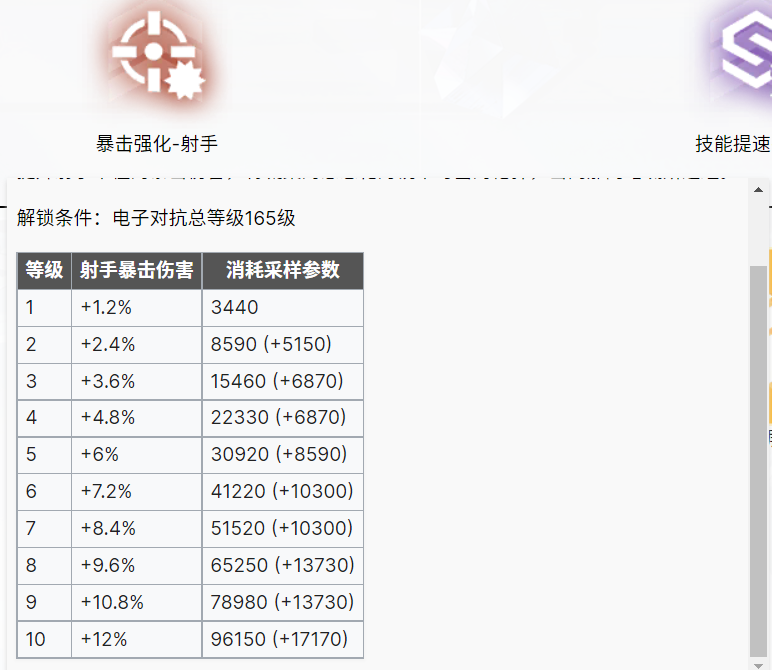 暴击强化-射手
技能提速
解锁条件：电子对抗总等级165级
等级 射手暴击伤害 消耗采样参数
1 +1.2% 3440
2 +2.4% 8590 (+5150)
3 +3.6% 15460 (+6870)
4 +4.8% 22330 (+6870)
5 +6% 30920 (+8590)
6 +7.2% 41220 (+10300)
7 +8.4% 51520 (+10300)
8 +9.6% 65250 (+13730)
9 +10.8% 78980 (+13730)
10 +12% 96150 (+17170)